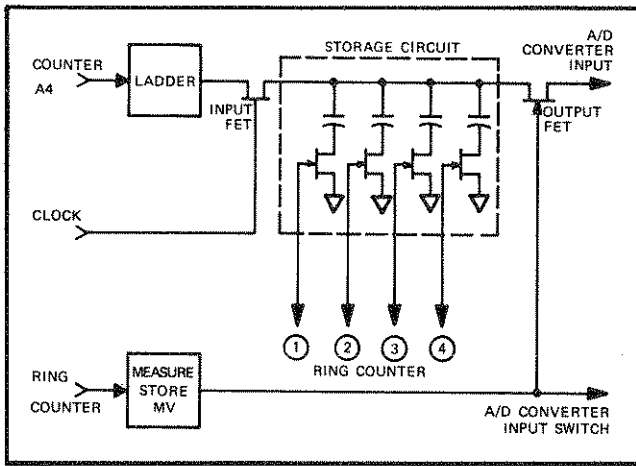 STORAGE CIRCUIT
A/D
CONVERTER
INPUT
COUNTER
A4
LADDER
INPUT
FET
OUTPUT
FET
CLOCK
1
2
3
4
RING COUNTER
RING
COUNTER
MEASURE
STORE
MV
A/D CONVERTER
INPUT SWITCH